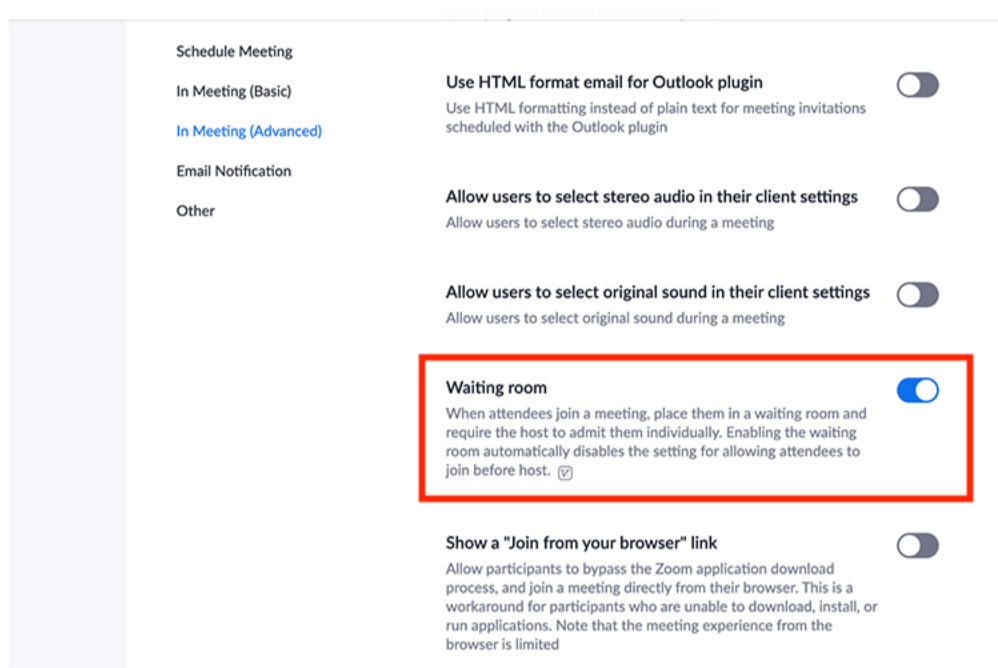 Schedule Meeting
In Meeting (Basic)
In Meeting (Advanced)
Email Notification
Other
Use HTML format email for Outlook plugin
Use HTML formatting instead of plain text for meeting invitations
scheduled with the Outlook plugin
Allow users to select stereo audio in their client settings
Allow users to select stereo audio during a meeting
Allow users to select original sound in their client settings
Allow users to select original sound during a meeting
Waiting room
When attendees join a meeting, place them in a waiting room and
require the host to admit them individually. Enabling the waiting
room automatically disables the setting for allowing attendees to
join before host.
Show a "Join from your browser" link
Allow participants to bypass the Zoom application download
process, and join a meeting directly from their browser. This is a
workaround for participants who are unable to download, install, or
run applications. Note that the meeting experience from the
browser is limited